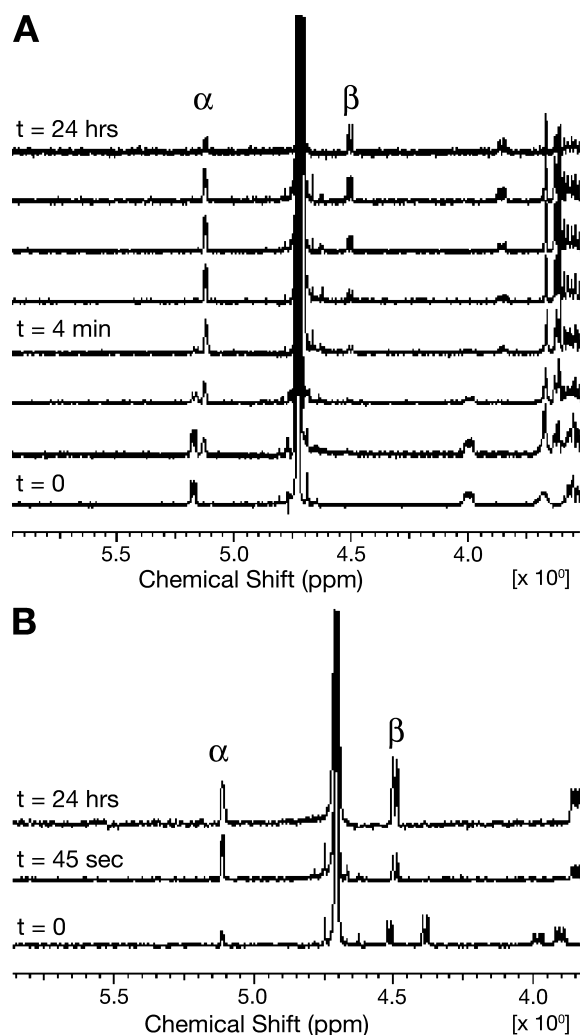 A
α β
t = 24 hrs
t = 4 min
t = 0
5.5 5.0 4.5 4.0
Chemical Shift (ppm) [x 10⁰]
B
α β
t = 24 hrs
t = 45 sec
t = 0
5.5 5.0 4.5 4.0
Chemical Shift (ppm) [x 10⁰]